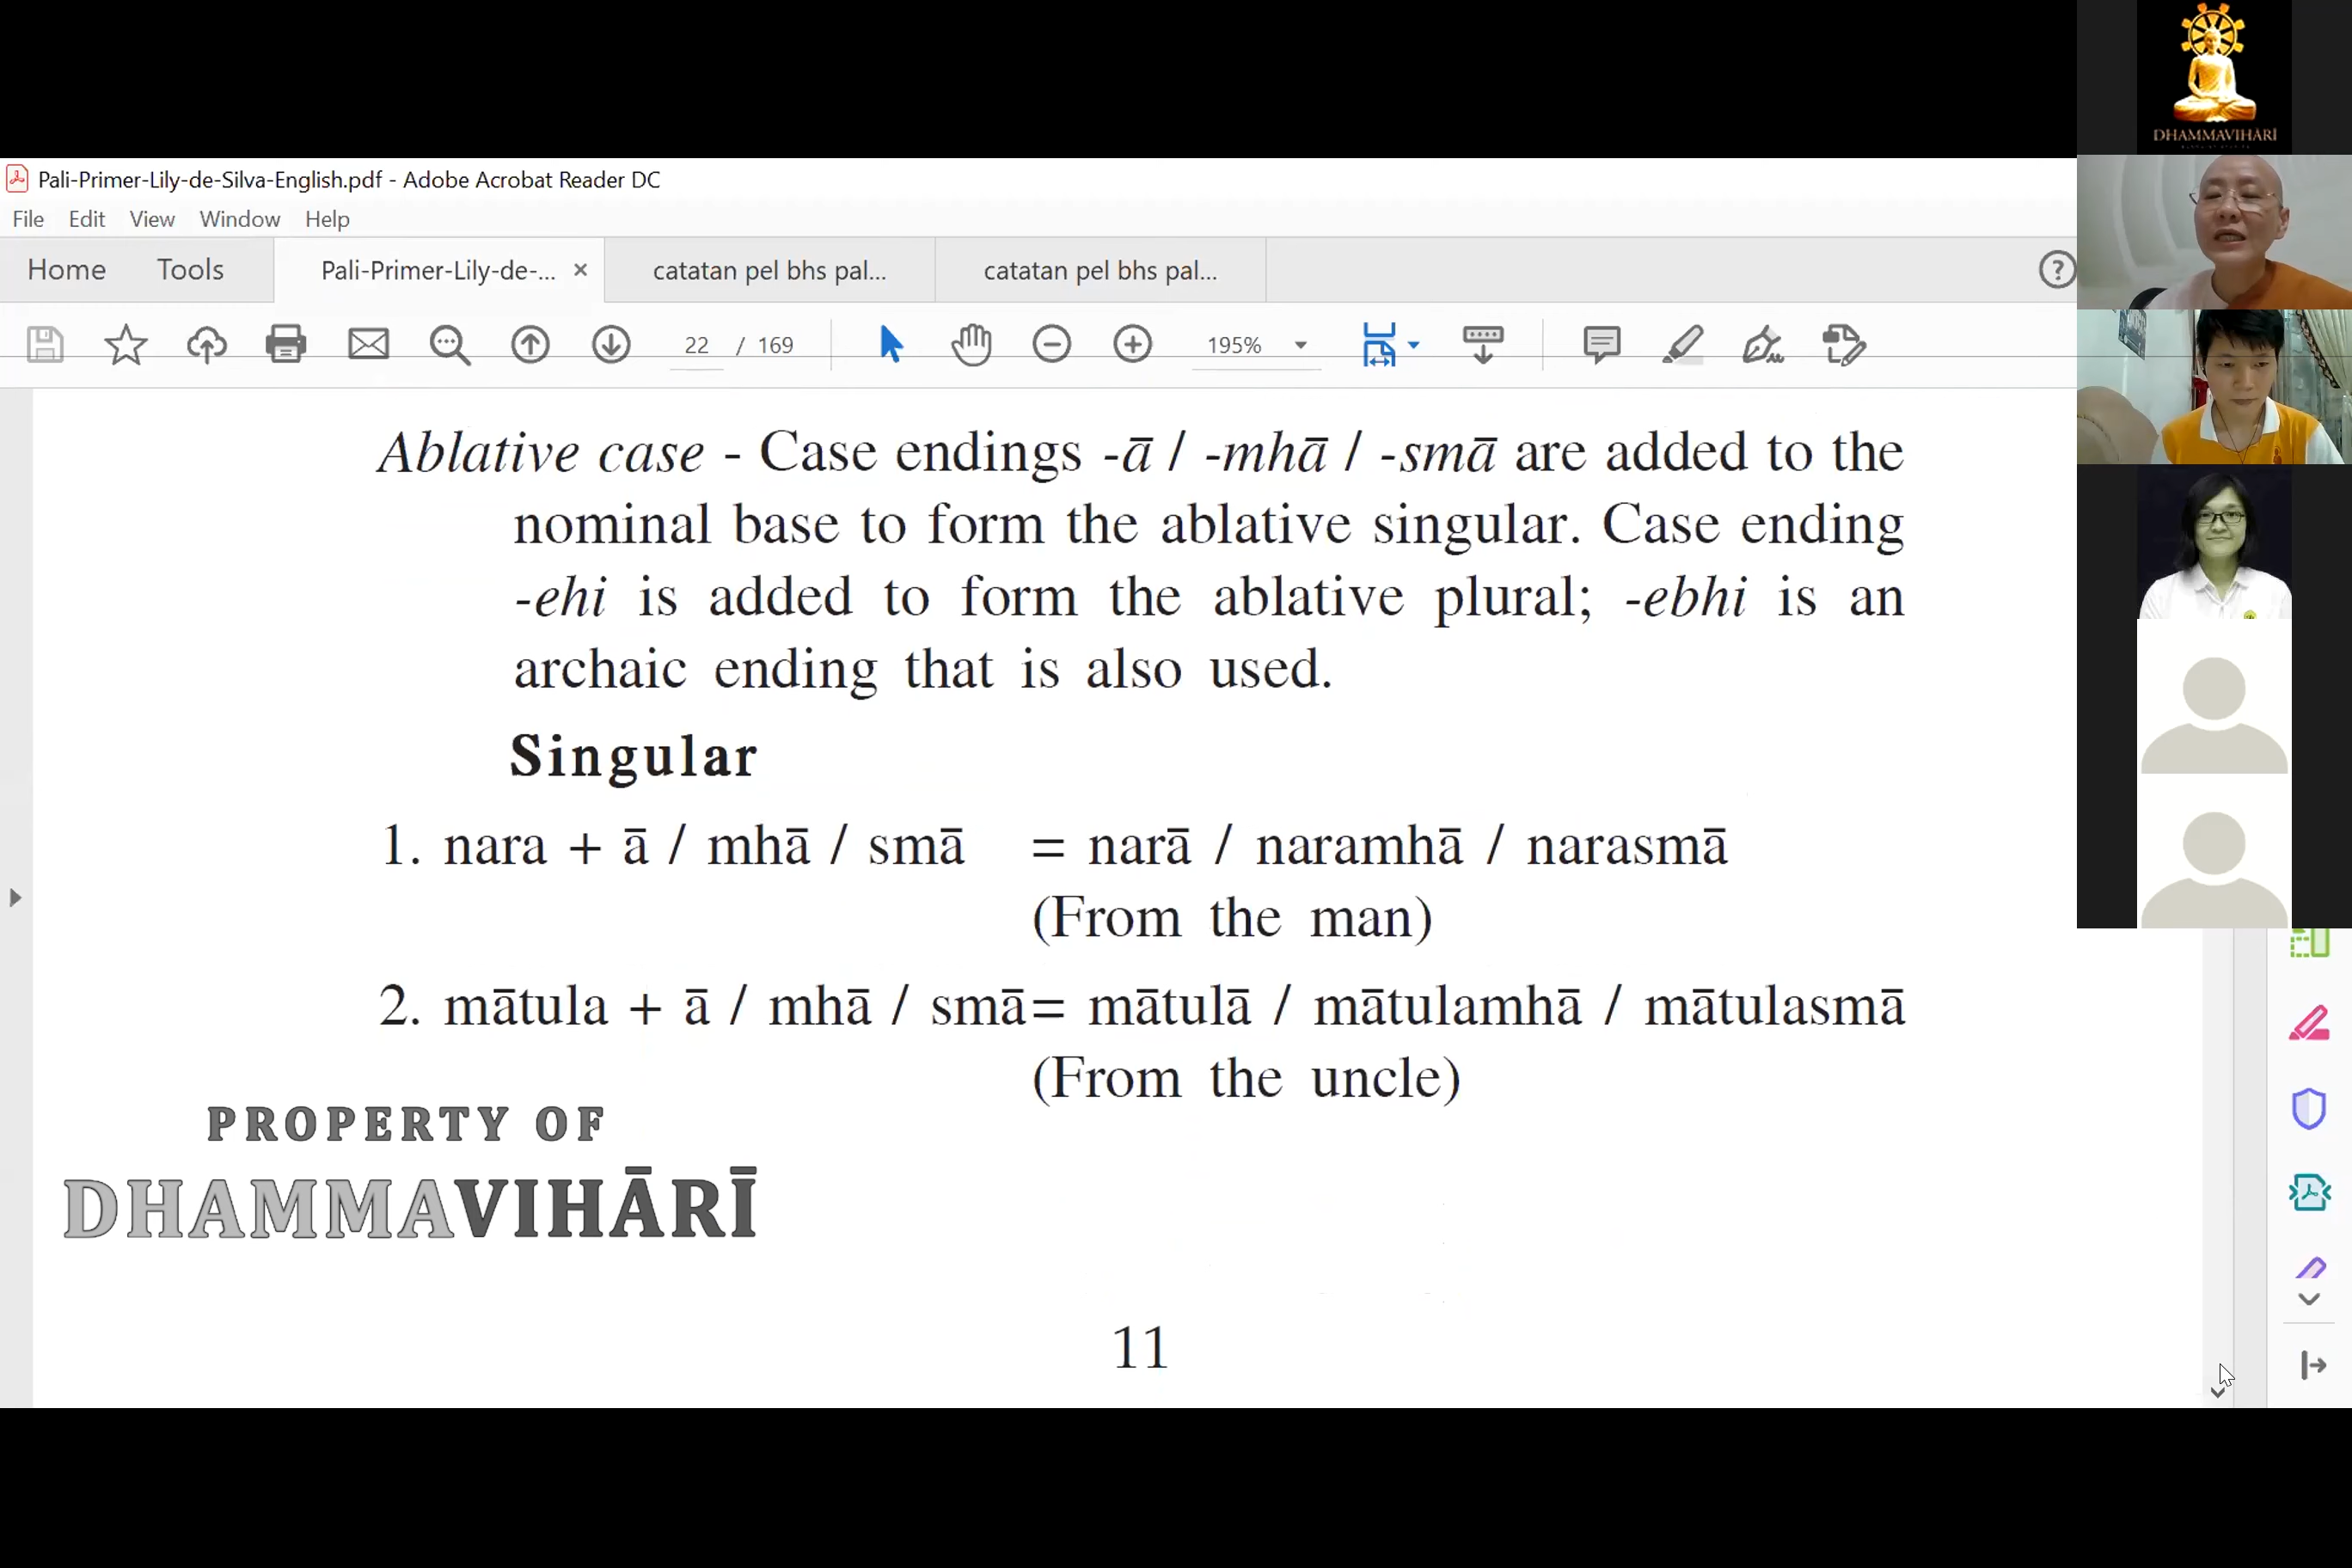 DHAMMAVIHĀRĪ
Pali-Primer-Lily-de-Silva-English.pdf - Adobe Acrobat Reader DC
File Edit View Window Help
Home Tools Pali-Primer-Lily-de-... × catatan pel bhs pal... catatan pel bhs pal...
22 / 169 195%
Ablative case - Case endings -ā / -mhā / -smā are added to the
nominal base to form the ablative singular. Case ending
-ehi is added to form the ablative plural; -ebhi is an
archaic ending that is also used.
Singular
1. nara + ā / mhā / smā = narā / naramhā / narasmā
(From the man)
2. mātula + ā / mhā / smā= mātulā / mātulamhā / mātulasmā
(From the uncle)
PROPERTY OF
DHAMMAVIHĀRĪ
11